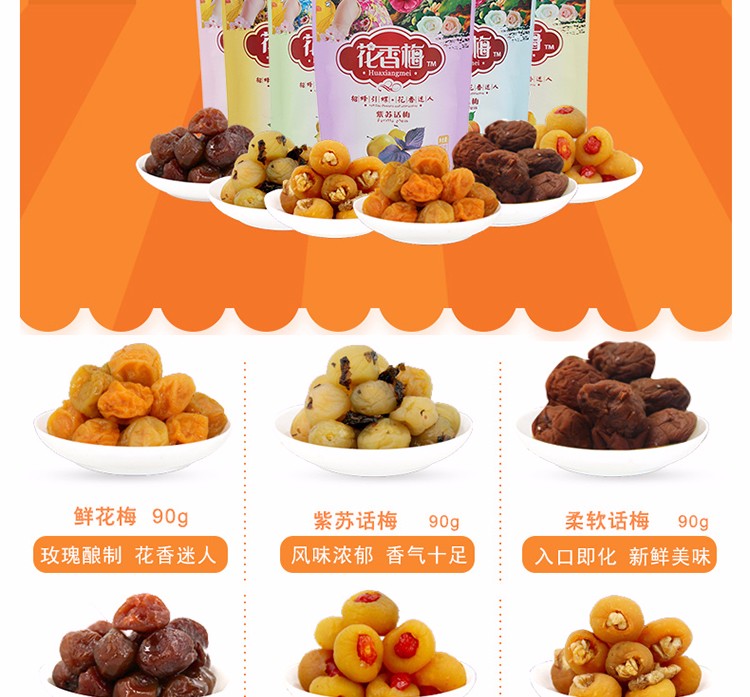 花香梅™
Huaxiangmei
紫苏话梅
鲜花梅 90g
玫瑰酿制 花香迷人
紫苏话梅 90g
风味浓郁 香气十足
柔软话梅 90g
入口即化 新鲜美味